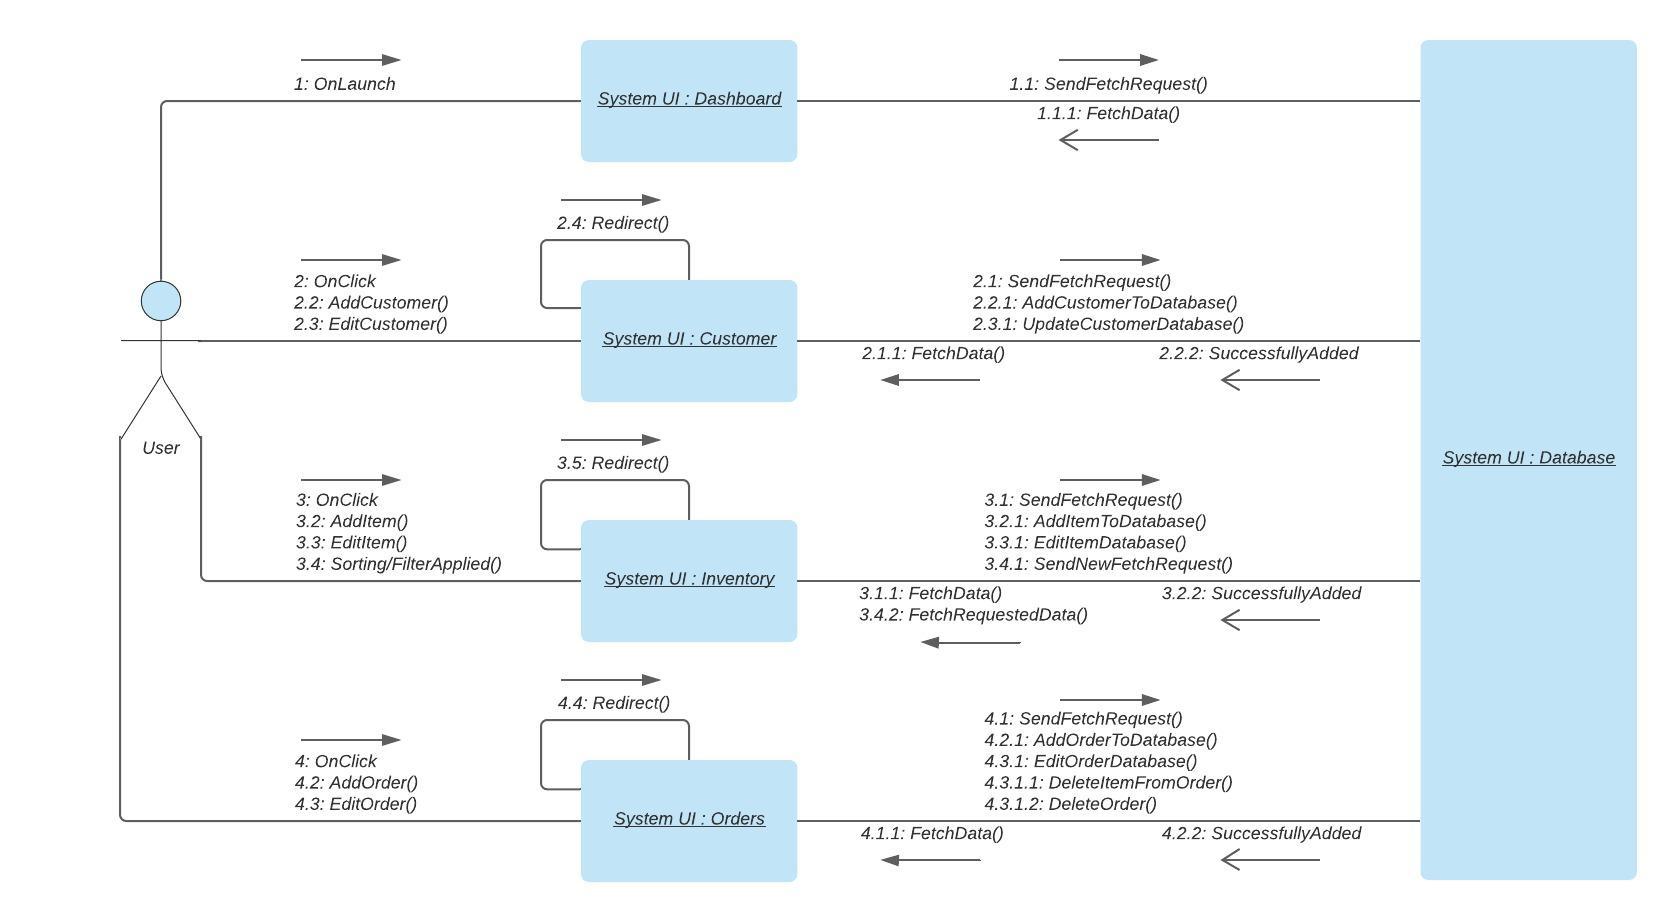 1: OnLaunch
System UI : Dashboard
1.1: SendFetchRequest()
1.1.1: FetchData()
2.4: Redirect()
2: OnClick
2.2: AddCustomer()
2.3: EditCustomer()
System UI : Customer
2.1: SendFetchRequest()
2.2.1: AddCustomerToDatabase()
2.3.1: UpdateCustomerDatabase()
2.1.1: FetchData()
2.2.2: SuccessfullyAdded
User
System UI : Database
3.5: Redirect()
3: OnClick
3.2: AddItem()
3.3: EditItem()
3.4: Sorting/FilterApplied()
System UI : Inventory
3.1: SendFetchRequest()
3.2.1: AddItemToDatabase()
3.3.1: EditItemDatabase()
3.4.1: SendNewFetchRequest()
3.1.1: FetchData()
3.4.2: FetchRequestedData()
3.2.2: SuccessfullyAdded
4.4: Redirect()
4: OnClick
4.2: AddOrder()
4.3: EditOrder()
System UI : Orders
4.1: SendFetchRequest()
4.2.1: AddOrderToDatabase()
4.3.1: EditOrderDatabase()
4.3.1.1: DeleteItemFromOrder()
4.3.1.2: DeleteOrder()
4.1.1: FetchData()
4.2.2: SuccessfullyAdded